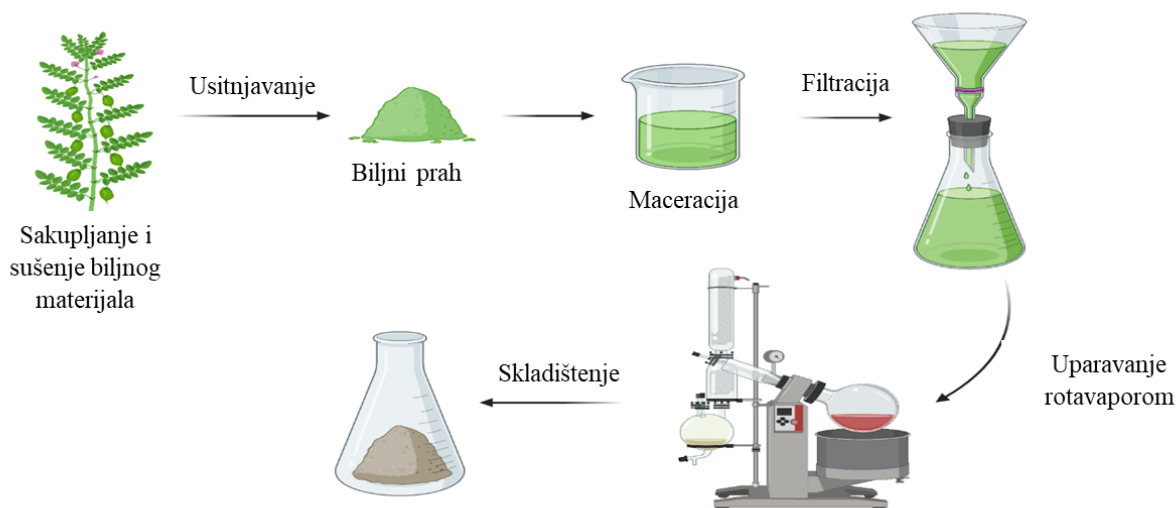 Sakupljanje i
sušenje biljnog
materijala
Usitnjavanje
Biljni prah
Maceracija
Filtracija
Uparavanje
rotavaporom
Skladištenje